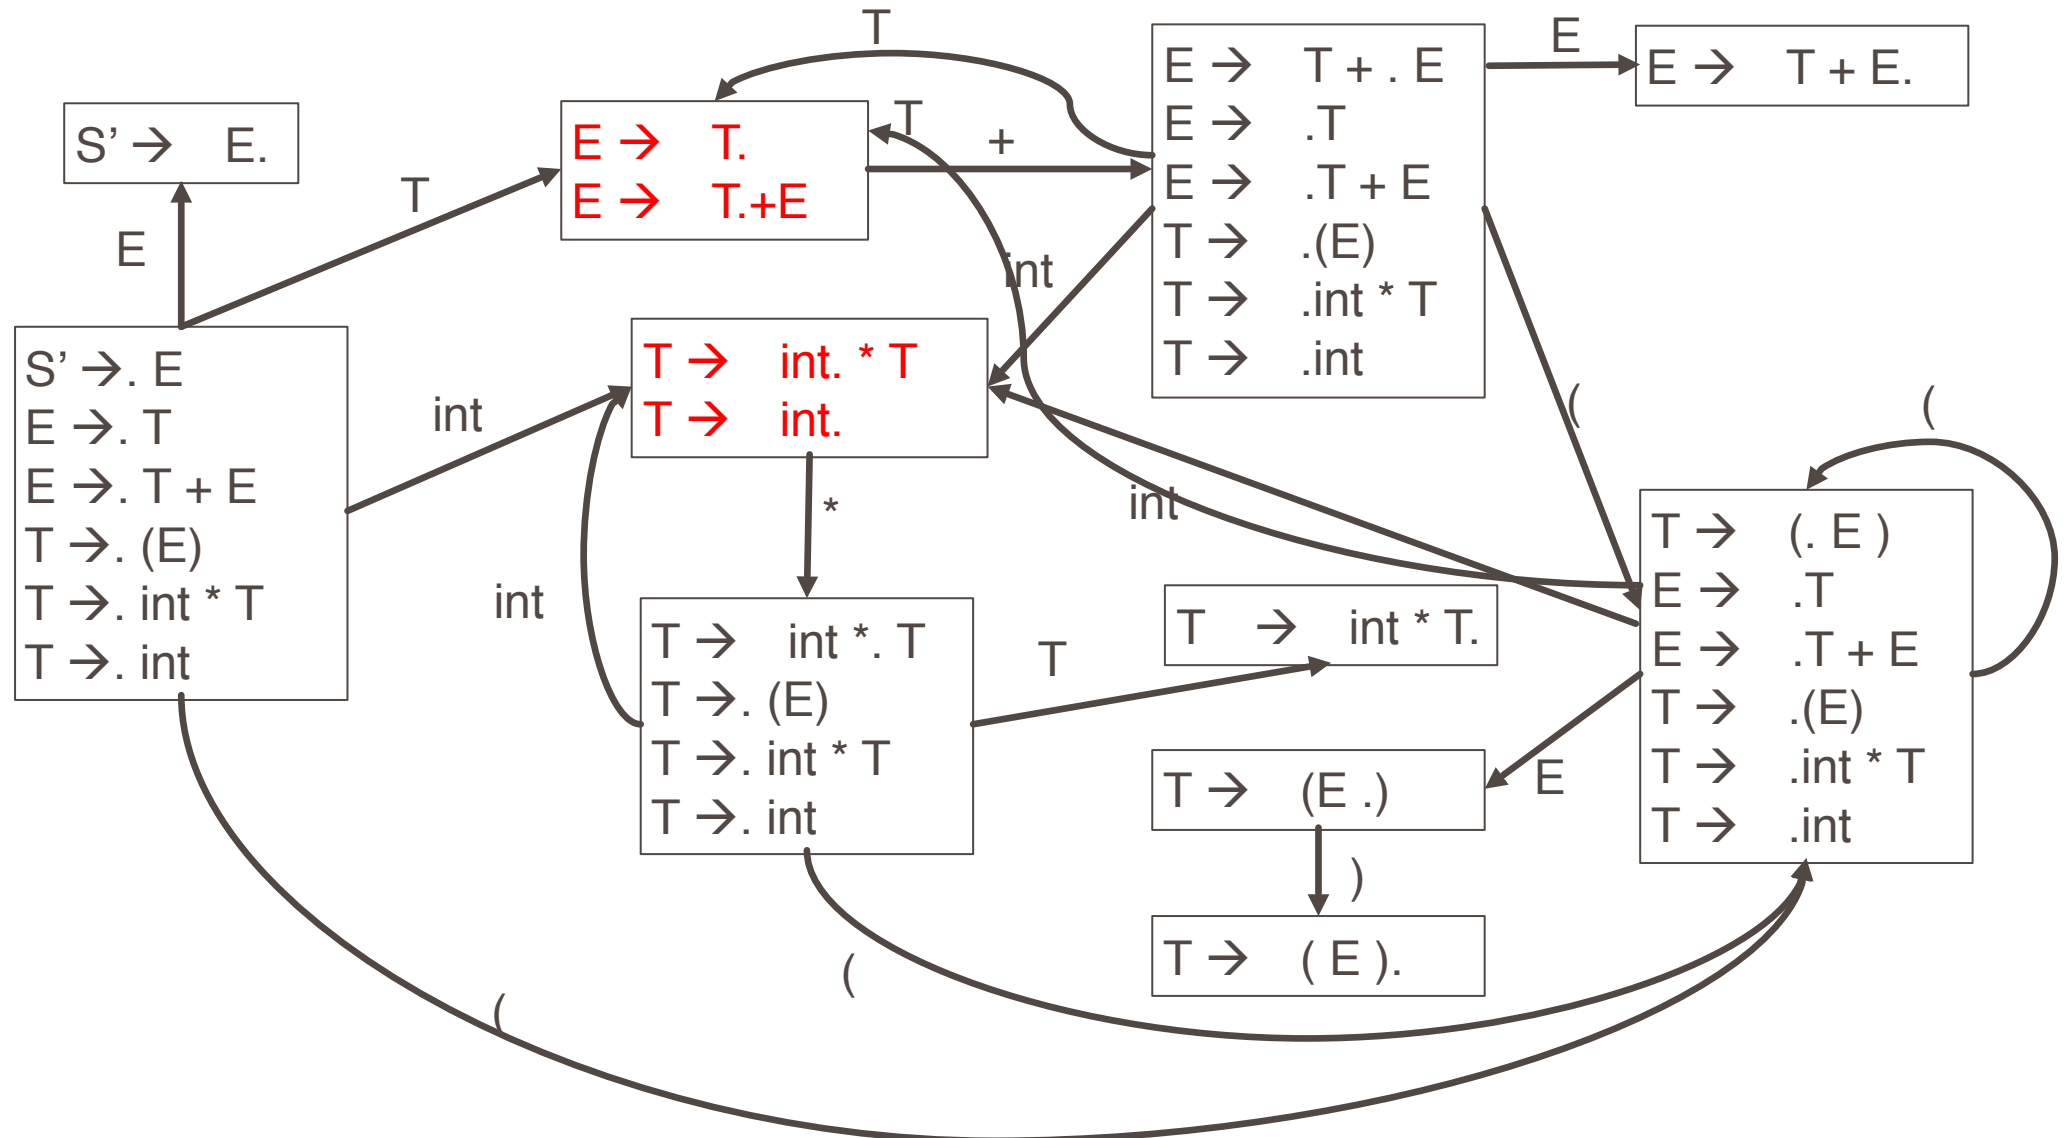 T
E → T + . E
E → .T
E → .T + E
T → .(E)
T → .int * T
T → .int
E
E → T + E.
S’ → E.
E → T.
E → T.+E
T
+
T
E
int
S’ →. E
E →. T
E →. T + E
T →. (E)
T →. int * T
T →. int
int
T → int. * T
T → int.
(
(
*
int
int
T → (. E )
E → .T
E → .T + E
T → .(E)
T → .int * T
T → .int
T → int *. T
T →. (E)
T →. int * T
T →. int
T
T → int * T.
T → (E .)
E
)
T → ( E ).
(
(